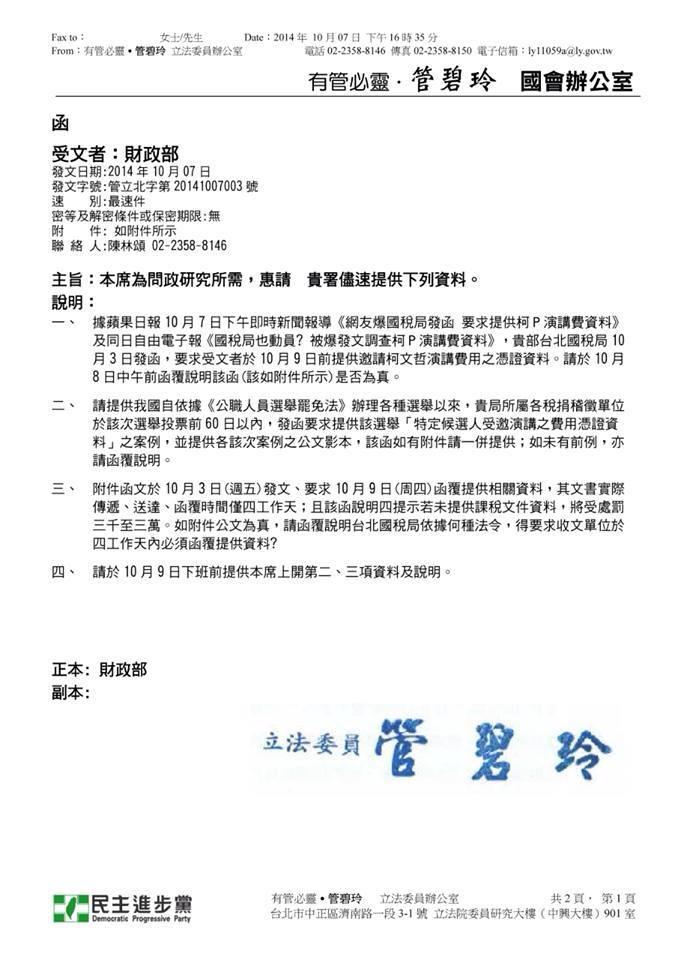 Fax to： 女士/先生 Date：2014 年 10 月 07 日 下午 16 時 35 分
From：有管必靈•管碧玲 立法委員辦公室 電話 02-2358-8146 傳真 02-2358-8150 電子信箱：ly11059a@ly.gov.tw
有管必靈．管碧玲 國會辦公室
函
受文者：財政部
發文日期:2014 年 10 月 07 日
發文字號:管立北字第 20141007003 號
速 別:最速件
密等及解密條件或保密期限:無
附 件: 如附件所示
聯 絡 人:陳林頌 02-2358-8146
主旨：本席為問政研究所需，惠請 貴署儘速提供下列資料。
說明：
一、 據蘋果日報 10 月 7 日下午即時新聞報導《網友爆國稅局發函 要求提供柯 P 演講費資料》
及同日自由電子報《國稅局也動員? 被爆發文調查柯 P 演講費資料》，貴部台北國稅局 10
月 3 日發函，要求受文者於 10 月 9 日前提供邀請柯文哲演講費用之憑證資料。請於 10 月
8 日中午前函覆說明該函(該如附件所示)是否為真。
二、 請提供我國自依據《公職人員選舉罷免法》辦理各種選舉以來，貴局所屬各稅捐稽徵單位
於該次選舉投票前 60 日以內，發函要求提供該選舉「特定候選人受邀演講之費用憑證資
料」之案例，並提供各該次案例之公文影本，該函如有附件請一併提供；如未有前例，亦
請函覆說明。
三、 附件函文於 10 月 3 日(週五)發文、要求 10 月 9 日(周四)函覆提供相關資料，其文書實際
傳遞、送達、函覆時間僅四工作天；且該函說明四提示若未提供課稅文件資料，將受處罰
三千至三萬。如附件公文為真，請函覆說明台北國稅局依據何種法令，得要求收文單位於
四工作天內必須函覆提供資料?
四、 請於 10 月 9 日下班前提供本席上開第二、三項資料及說明。
正本: 財政部
副本:
立法委員 管碧玲
民主進步黨
Democratic Progressive Party
有管必靈•管碧玲 立法委員辦公室 共 2 頁， 第 1 頁
台北市中正區濟南路一段 3-1 號 立法院委員研究大樓（中興大樓）901 室